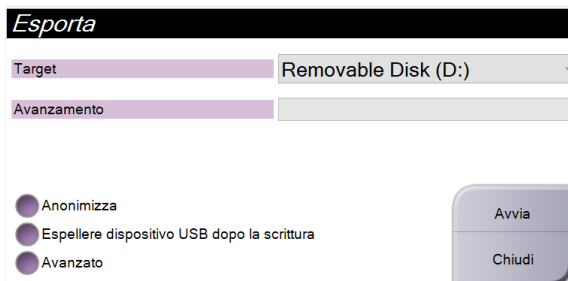 Esporta
Target
Removable Disk (D:)
Avanzamento
Anonimizza
Espellere dispositivo USB dopo la scrittura
Avanzato
Avvia
Chiudi